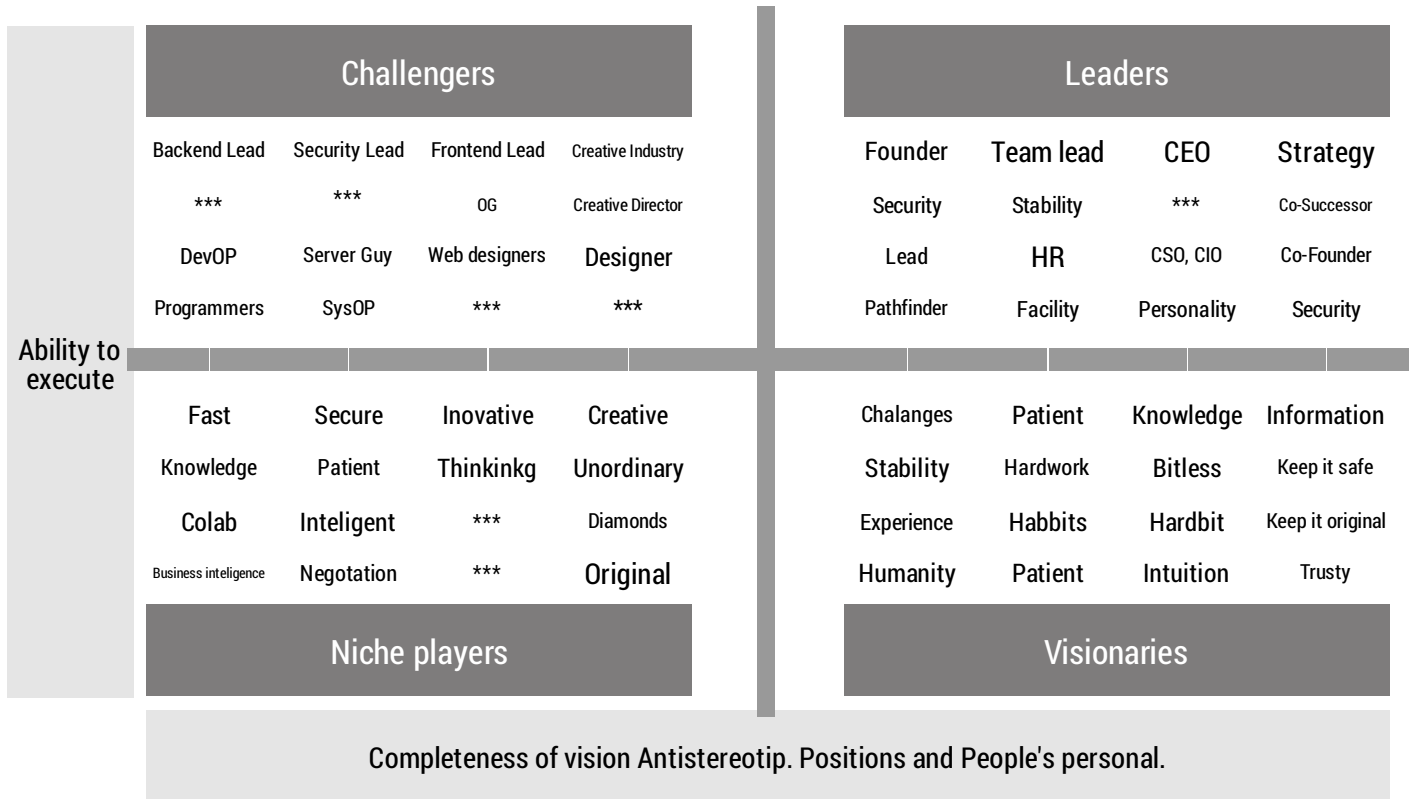 Challengers
Leaders
Backend Lead Security Lead Frontend Lead Creative Industry
*** *** OG Creative Director
DevOP Server Guy Web designers Designer
Programmers SysOP *** ***
Founder Team lead CEO Strategy
Security Stability *** Co-Successor
Lead HR CSO, CIO Co-Founder
Pathfinder Facility Personality Security
Ability to
execute
Fast Secure Inovative Creative
Knowledge Patient Thinkinkg Unordinary
Colab Inteligent *** Diamonds
Business inteligence Negotation *** Original
Chalanges Patient Knowledge Information
Stability Hardwork Bitless Keep it safe
Experience Habbits Hardbit Keep it original
Humanity Patient Intuition Trusty
Niche players
Visionaries
Completeness of vision Antistereotip. Positions and People's personal.